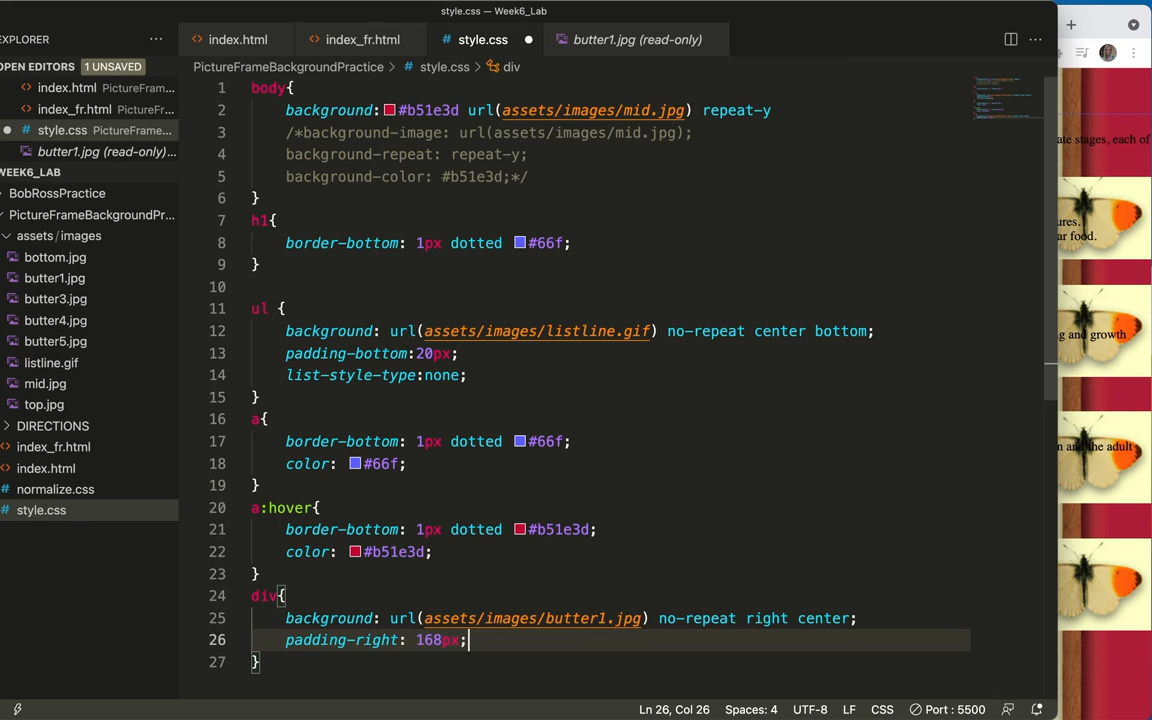 style.css — Week6_Lab
EXPLORER ...
index.html
index_fr.html
style.css
butter1.jpg (read-only)
...
OPEN EDITORS 1 UNSAVED
index.html PictureFram...
index_fr.html PictureFr...
style.css PictureFrame...
butter1.jpg (read-only)...
WEEK6_LAB
BobRossPractice
PictureFrameBackgroundPr...
assets/images
bottom.jpg
butter1.jpg
butter3.jpg
butter4.jpg
butter5.jpg
listline.gif
mid.jpg
top.jpg
DIRECTIONS
index_fr.html
index.html
normalize.css
style.css
PictureFrameBackgroundPractice > # style.css > div
1 body{
2 background: #b51e3d url(assets/images/mid.jpg) repeat-y
3 /*background-image: url(assets/images/mid.jpg);
4 background-repeat: repeat-y;
5 background-color: #b51e3d;*/
6 }
7 h1{
8 border-bottom: 1px dotted #66f;
9 }
10
11 ul {
12 background: url(assets/images/listline.gif) no-repeat center bottom;
13 padding-bottom:20px;
14 list-style-type:none;
15 }
16 a{
17 border-bottom: 1px dotted #66f;
18 color: #66f;
19 }
20 a:hover{
21 border-bottom: 1px dotted #b51e3d;
22 color: #b51e3d;
23 }
24 div{
25 background: url(assets/images/butter1.jpg) no-repeat right center;
26 padding-right: 168px;
27 }
ate stages, each of
ures.
ar food.
g and growth
n and the adult
Ln 26, Col 26 Spaces: 4 UTF-8 LF CSS Port : 5500